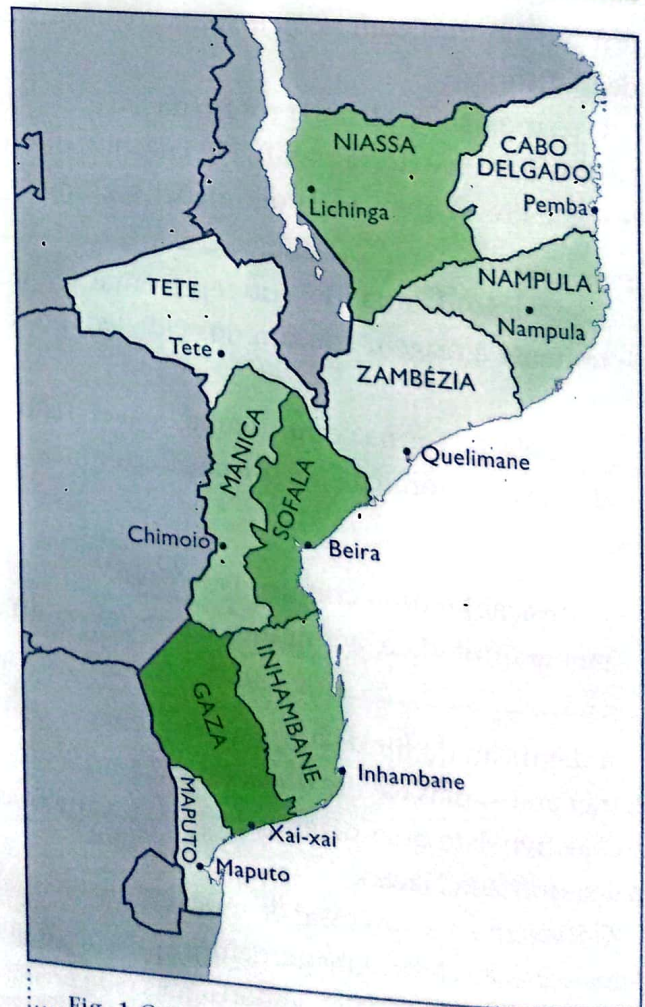 NIASSA
CABO
DELGADO
Lichinga
Pemba
NAMPULA
Nampula
TETE
Tete
ZAMBÉZIA
MANICA
SOFALA
Quelimane
Chimoio
Beira
GAZA
INHAMBANE
Inhambane
MAPUTO
Xai-xai
Maputo
Fig. 1